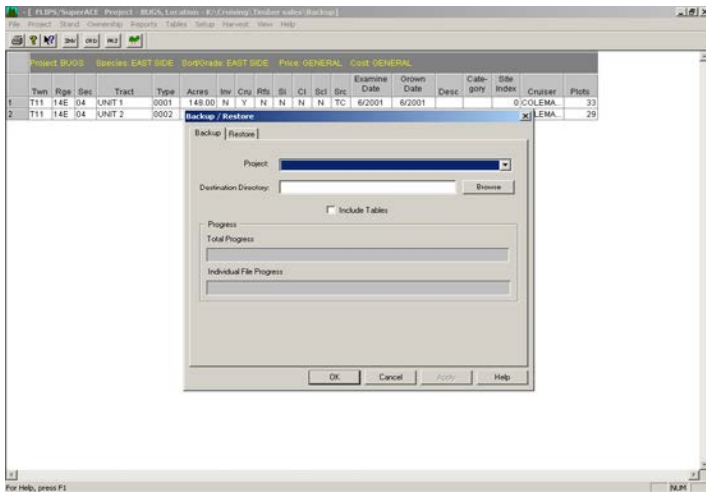 - [ FLIPS/SuperACE Project - BUGS, Location - K:\Cruising\Timber sales\Backup]
File Project Stand Ownership Reports Tables Setup Harvest View Help
Project: BUGS Species: EAST SIDE Sort/Grade: EAST SIDE Price: GENERAL Cost: GENERAL
Twn Rge Sec Tract Type Acres Inv Cru Rfs Si Cl Scl Src Examine Date Grown Date Desc Cate- gory Site Index Cruiser Plots
1 T11 14E 04 UNIT 1 0001 148.00 N Y N N N N TC 6/2001 6/2001 0 COLEMA... 33
2 T11 14E 04 UNIT 2 0002 LEMA... 29
Backup / Restore
Backup Restore
Project:
Destination Directory: Browse
Include Tables
Progress
Total Progress
Individual File Progress
OK Cancel Apply Help
For Help, press F1 NUM